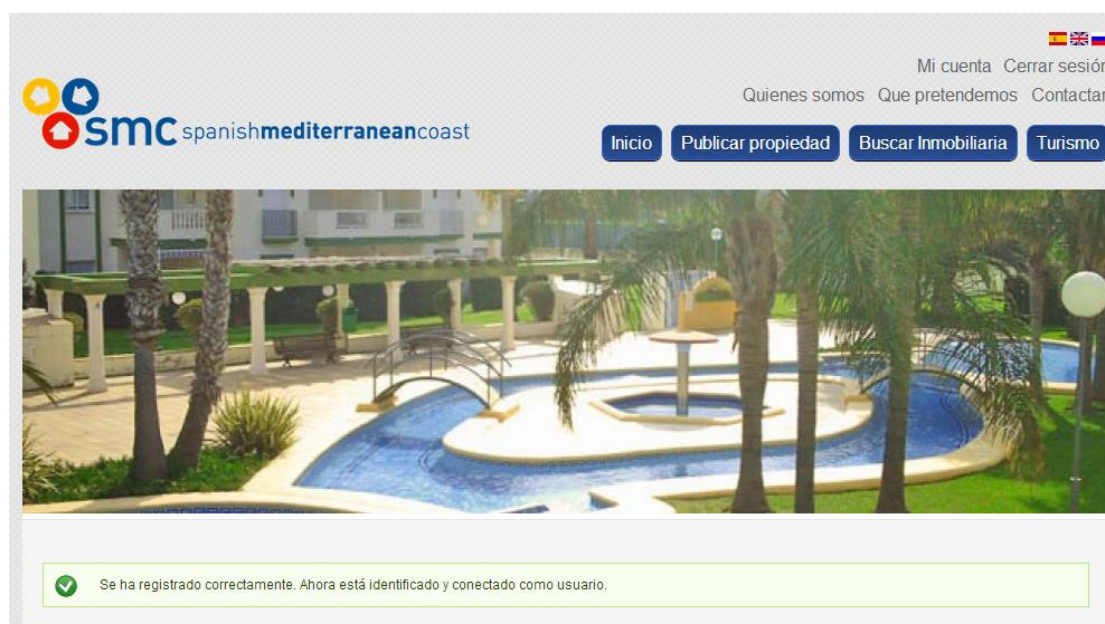 Mi cuenta Cerrar sesión
Quienes somos Que pretendemos Contactar
smc spanishmediterraneancoast
Inicio Publicar propiedad Buscar Inmobiliaria Turismo
Se ha registrado correctamente. Ahora está identificado y conectado como usuario.